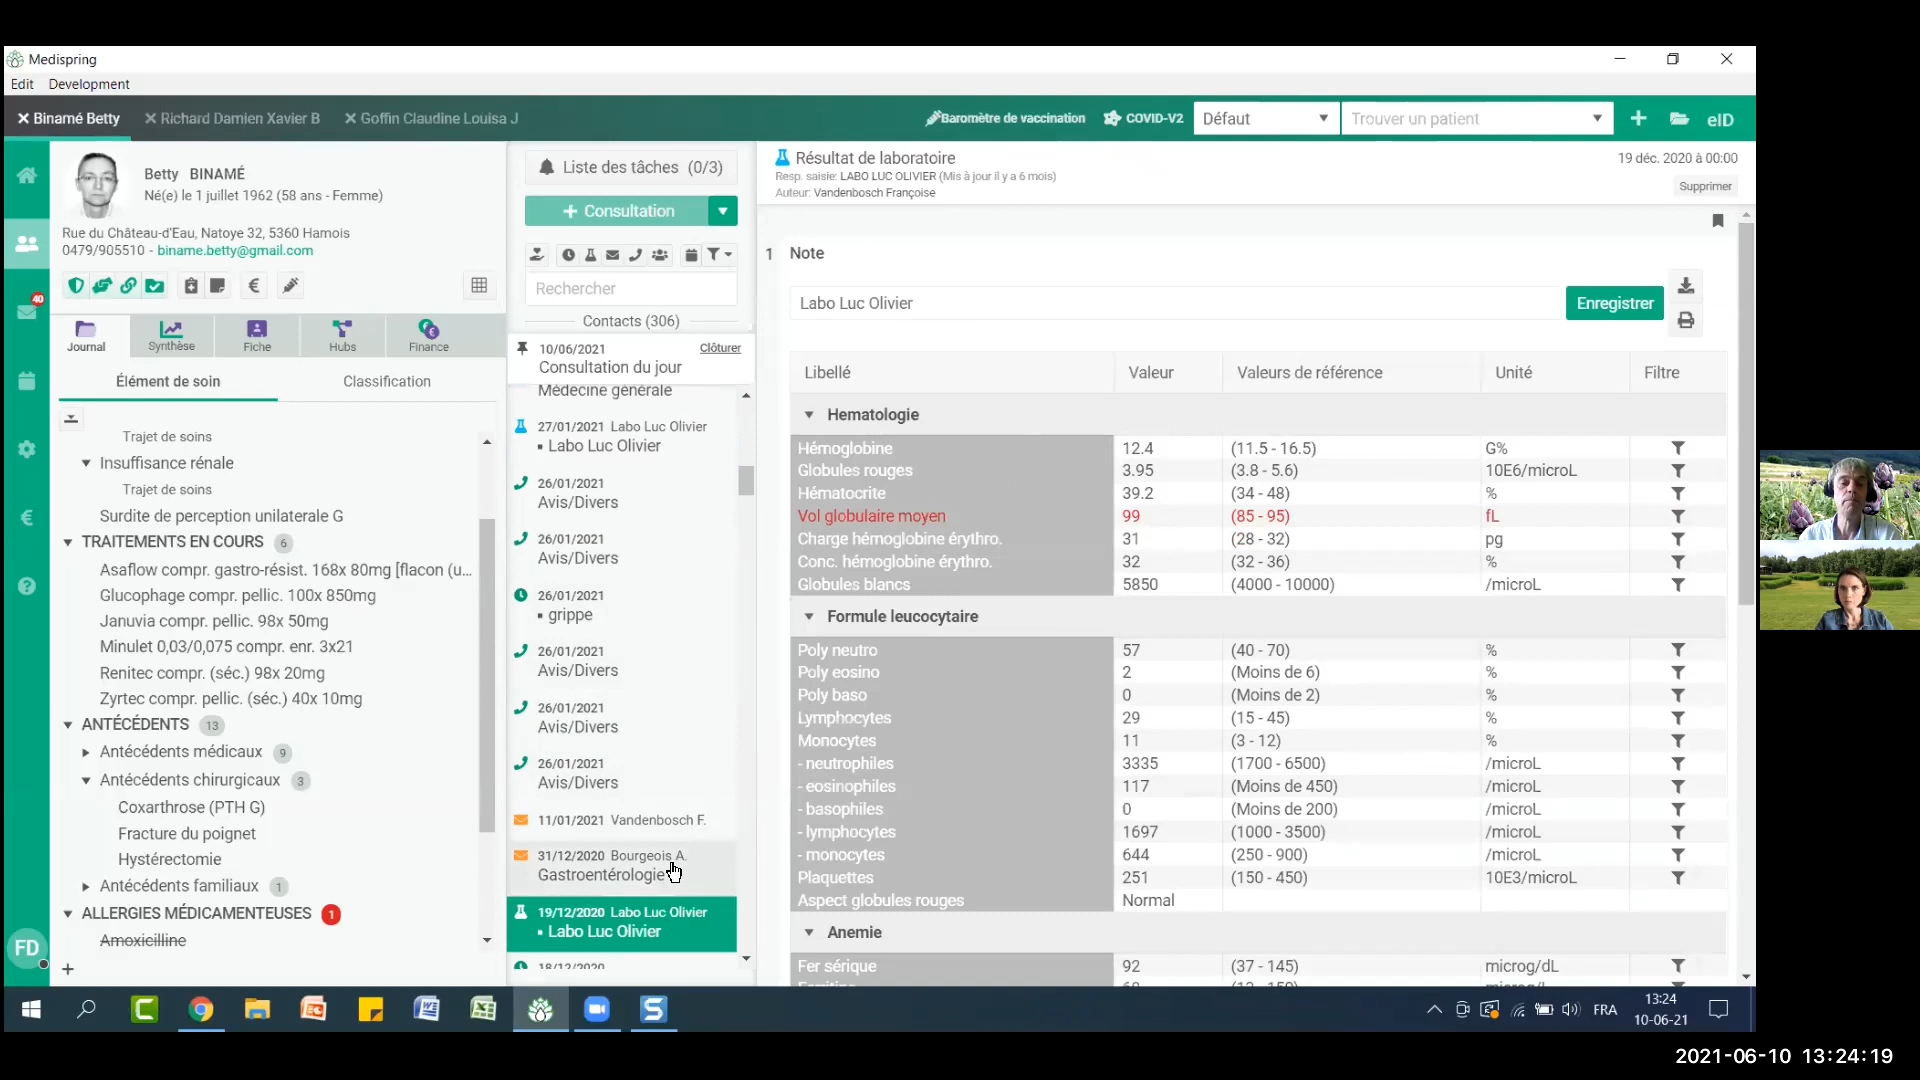 Medispring
Edit Development
Binamé Betty Richard Damien Xavier B Goffin Claudine Louisa J
Baromètre de vaccination COVID-V2 Défaut Trouver un patient eID
Betty BINAMÉ
Né(e) le 1 juillet 1962 (58 ans - Femme)
Rue du Château-d'Eau, Natoye 32, 5360 Hamois
0479/905510 - biname.betty@gmail.com
40
Journal Synthèse Fiche Hubs Finance
Élément de soin Classification
Trajet de soins
Insuffisance rénale
Trajet de soins
Surdite de perception unilaterale G
TRAITEMENTS EN COURS 6
Asaflow compr. gastro-résist. 168x 80mg [flacon (u...
Glucophage compr. pellic. 100x 850mg
Januvia compr. pellic. 98x 50mg
Minulet 0,03/0,075 compr. enr. 3x21
Renitec compr. (séc.) 98x 20mg
Zyrtec compr. pellic. (séc.) 40x 10mg
ANTÉCÉDENTS 13
Antécédents médicaux 9
Antécédents chirurgicaux 3
Coxarthrose (PTH G)
Fracture du poignet
Hystérectomie
Antécédents familiaux 1
ALLERGIES MÉDICAMENTEUSES 1
Amoxicilline
FD
Liste des tâches (0/3)
+ Consultation
Rechercher
Contacts (306)
10/06/2021 Clôturer
Consultation du jour
Médecine générale
27/01/2021 Labo Luc Olivier
▪ Labo Luc Olivier
26/01/2021
Avis/Divers
26/01/2021
Avis/Divers
26/01/2021
▪ grippe
26/01/2021
Avis/Divers
26/01/2021
Avis/Divers
26/01/2021
Avis/Divers
11/01/2021 Vandenbosch F.
31/12/2020 Bourgeois A.
Gastroentérologie
19/12/2020 Labo Luc Olivier
▪ Labo Luc Olivier
18/12/2020
Résultat de laboratoire 19 déc. 2020 à 00:00
Resp. saisie: LABO LUC OLIVIER (Mis à jour il y a 6 mois)
Auteur: Vandenbosch Françoise Supprimer
1 Note
Labo Luc Olivier Enregistrer
Libellé Valeur Valeurs de référence Unité Filtre
Hematologie
Hémoglobine 12.4 (11.5 - 16.5) G%
Globules rouges 3.95 (3.8 - 5.6) 10E6/microL
Hématocrite 39.2 (34 - 48) %
Vol globulaire moyen 99 (85 - 95) fL
Charge hémoglobine érythro. 31 (28 - 32) pg
Conc. hémoglobine érythro. 32 (32 - 36) %
Globules blancs 5850 (4000 - 10000) /microL
Formule leucocytaire
Poly neutro 57 (40 - 70) %
Poly eosino 2 (Moins de 6) %
Poly baso 0 (Moins de 2) %
Lymphocytes 29 (15 - 45) %
Monocytes 11 (3 - 12) %
- neutrophiles 3335 (1700 - 6500) /microL
- eosinophiles 117 (Moins de 450) /microL
- basophiles 0 (Moins de 200) /microL
- lymphocytes 1697 (1000 - 3500) /microL
- monocytes 644 (250 - 900) /microL
Plaquettes 251 (150 - 450) 10E3/microL
Aspect globules rouges Normal
Anemie
Fer sérique 92 (37 - 145) microg/dL
FRA 13:24
10-06-21
2021-06-10 13:24:19